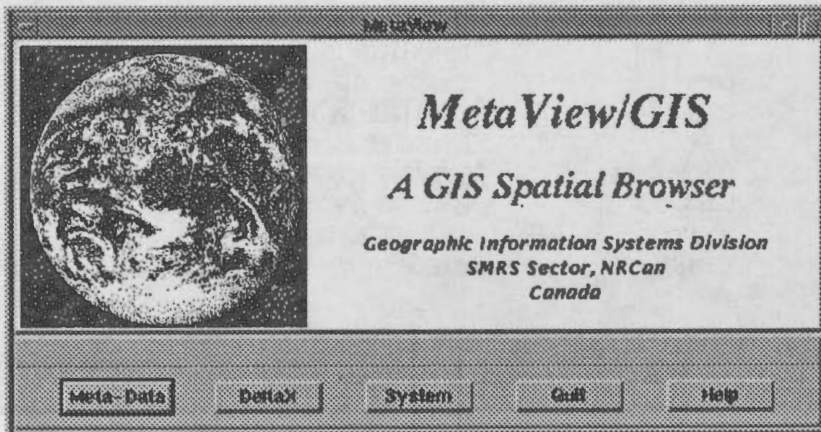 MetaView
MetaView/GIS
A GIS Spatial Browser
Geographic Information Systems Division
SMRS Sector, NRCan
Canada
Meta-Data DeltaX System Quit Help